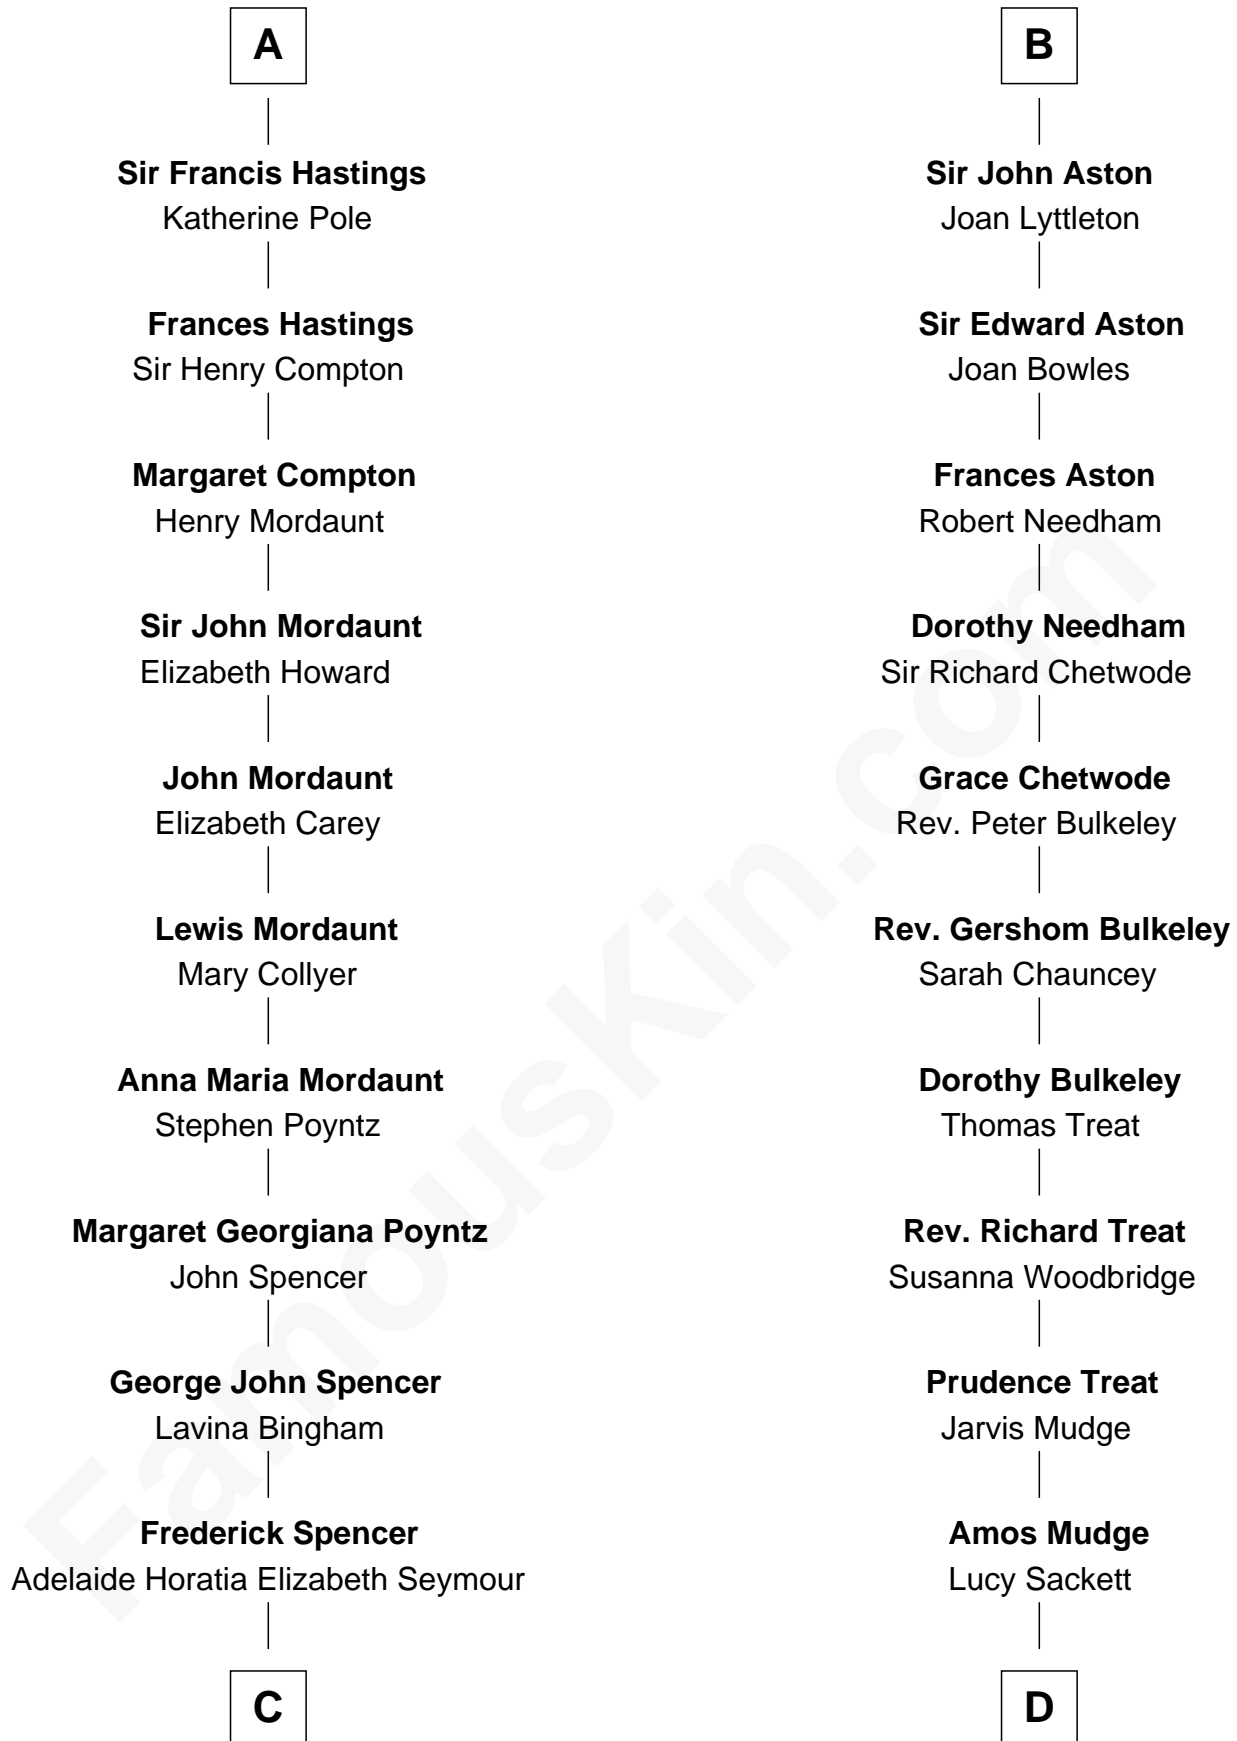 A
Sir Francis Hastings
Katherine Pole
Frances Hastings
Sir Henry Compton
Margaret Compton
Henry Mordaunt
Sir John Mordaunt
Elizabeth Howard
John Mordaunt
Elizabeth Carey
Lewis Mordaunt
Mary Collyer
Anna Maria Mordaunt
Stephen Poyntz
Margaret Georgiana Poyntz
John Spencer
George John Spencer
Lavina Bingham
Frederick Spencer
Adelaide Horatia Elizabeth Seymour
C
B
Sir John Aston
Joan Lyttleton
Sir Edward Aston
Joan Bowles
Frances Aston
Robert Needham
Dorothy Needham
Sir Richard Chetwode
Grace Chetwode
Rev. Peter Bulkeley
Rev. Gershom Bulkeley
Sarah Chauncey
Dorothy Bulkeley
Thomas Treat
Rev. Richard Treat
Susanna Woodbridge
Prudence Treat
Jarvis Mudge
Amos Mudge
Lucy Sackett
D
FamousKin.com